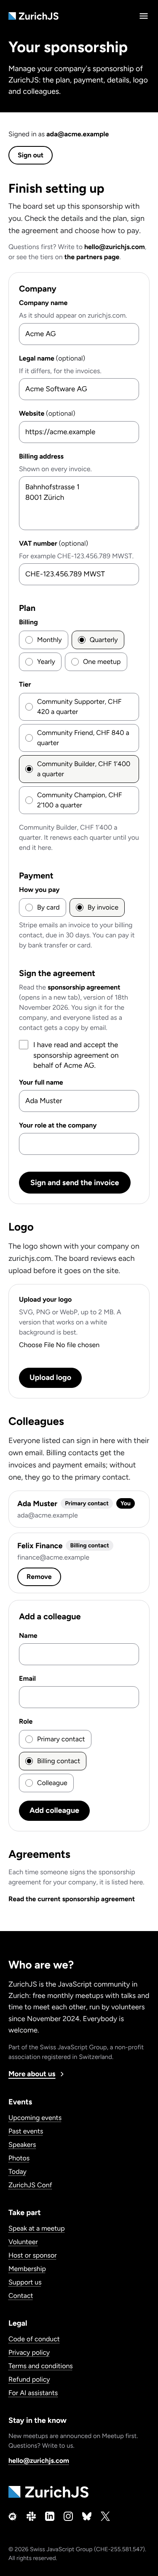 ZurichJS
Your sponsorship
Manage your company's sponsorship of
ZurichJS: the plan, payment, details, logo
and colleagues.
Signed in as ada@acme.example
Sign out
Finish setting up
The board set up this sponsorship with
you. Check the details and the plan, sign
the agreement and choose how to pay.
Questions first? Write to hello@zurichjs.com,
or see the tiers on the partners page.
Company
Company name
As it should appear on zurichjs.com.
Acme AG
Legal name (optional)
If it differs, for the invoices.
Acme Software AG
Website (optional)
https://acme.example
Billing address
Shown on every invoice.
Bahnhofstrasse 1
8001 Zürich
VAT number (optional)
For example CHE-123.456.789 MWST.
CHE-123.456.789 MWST
Plan
Billing
Monthly
Quarterly
Yearly
One meetup
Tier
Community Supporter, CHF
420 a quarter
Community Friend, CHF 840 a
quarter
Community Builder, CHF 1'400
a quarter
Community Champion, CHF
2'100 a quarter
Community Builder, CHF 1'400 a
quarter. It renews each quarter until you
end it here.
Payment
How you pay
By card
By invoice
Stripe emails an invoice to your billing
contact, due in 30 days. You can pay it
by bank transfer or card.
Sign the agreement
Read the sponsorship agreement
(opens in a new tab), version of 18th
November 2026. You sign it for the
company, and everyone listed as a
contact gets a copy by email.
I have read and accept the
sponsorship agreement on
behalf of Acme AG.
Your full name
Ada Muster
Your role at the company
Sign and send the invoice
Logo
The logo shown with your company on
zurichjs.com. The board reviews each
upload before it goes on the site.
Upload your logo
SVG, PNG or WebP, up to 2 MB. A
version that works on a white
background is best.
Choose File No file chosen
Upload logo
Colleagues
Everyone listed can sign in here with their
own email. Billing contacts get the
invoices and payment emails; without
one, they go to the primary contact.
Ada Muster Primary contact You
ada@acme.example
Felix Finance Billing contact
finance@acme.example
Remove
Add a colleague
Name
Email
Role
Primary contact
Billing contact
Colleague
Add colleague
Agreements
Each time someone signs the sponsorship
agreement for your company, it is listed here.
Read the current sponsorship agreement
Who are we?
ZurichJS is the JavaScript community in
Zurich: free monthly meetups with talks and
time to meet each other, run by volunteers
since November 2024. Everybody is
welcome.
Part of the Swiss JavaScript Group, a non-profit
association registered in Switzerland.
More about us
Events
Upcoming events
Past events
Speakers
Photos
Today
ZurichJS Conf
Take part
Speak at a meetup
Volunteer
Host or sponsor
Membership
Support us
Contact
Legal
Code of conduct
Privacy policy
Terms and conditions
Refund policy
For AI assistants
Stay in the know
New meetups are announced on Meetup first.
Questions? Write to us.
hello@zurichjs.com
ZurichJS
© 2026 Swiss JavaScript Group (CHE-255.581.547).
All rights reserved.